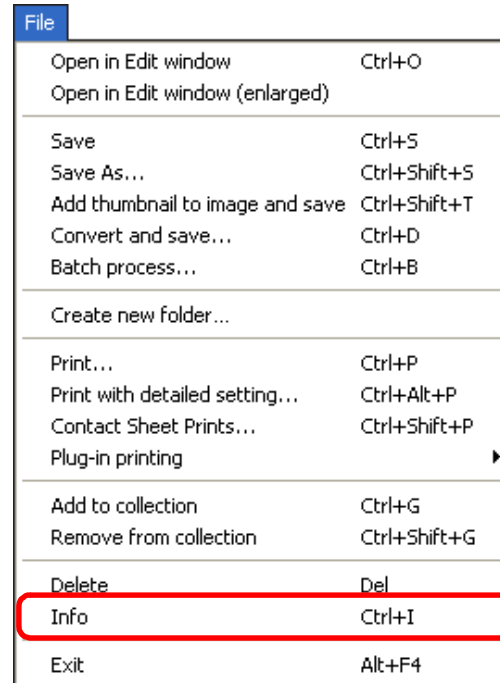 File
Open in Edit window Ctrl+O
Open in Edit window (enlarged)
Save Ctrl+S
Save As... Ctrl+Shift+S
Add thumbnail to image and save Ctrl+Shift+T
Convert and save... Ctrl+D
Batch process... Ctrl+B
Create new folder...
Print... Ctrl+P
Print with detailed setting... Ctrl+Alt+P
Contact Sheet Prints... Ctrl+Shift+P
Plug-in printing
Add to collection Ctrl+G
Remove from collection Ctrl+Shift+G
Delete Del
Info Ctrl+I
Exit Alt+F4